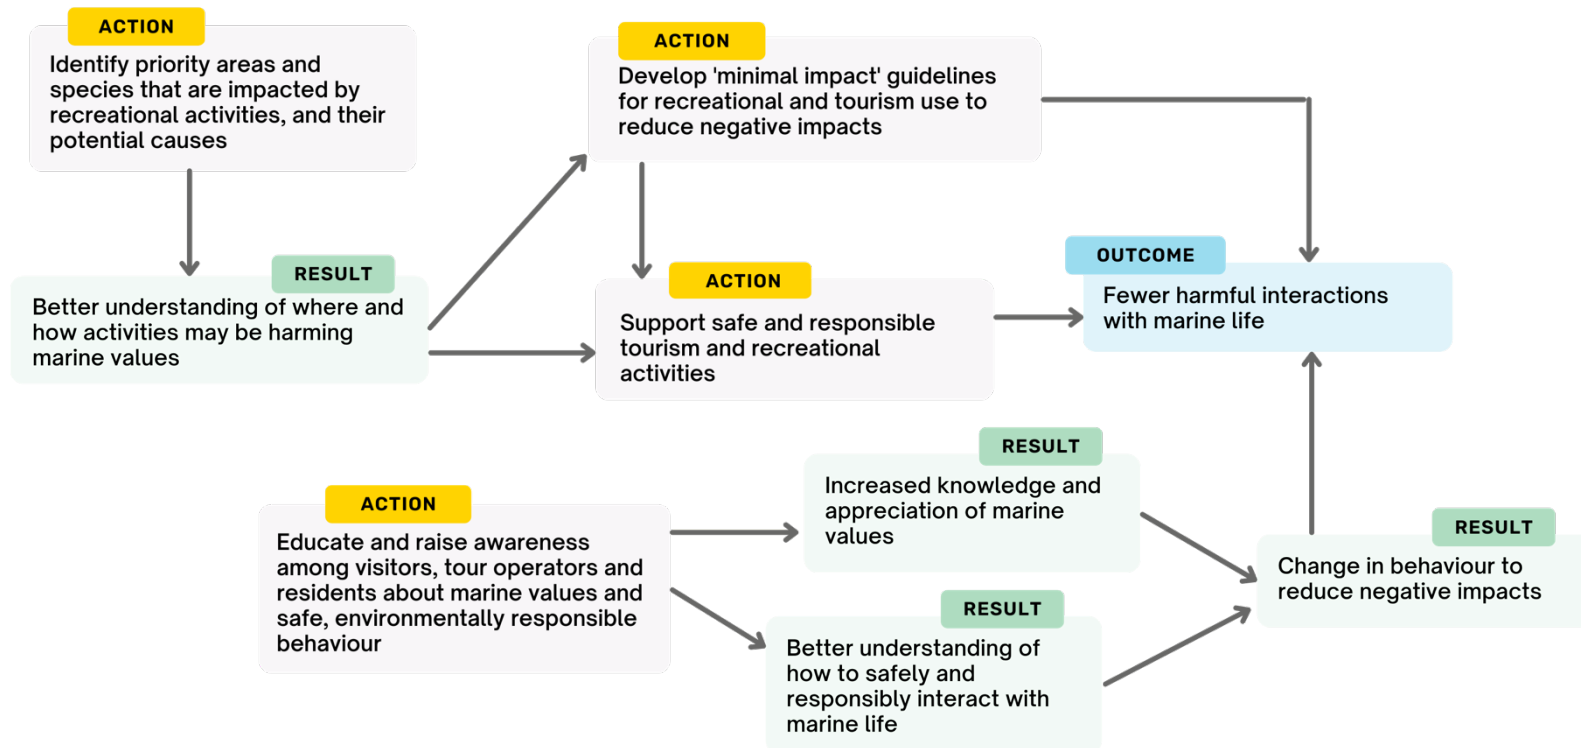 ACTION
Identify priority areas and
species that are impacted by
recreational activities, and their
potential causes
ACTION
Develop 'minimal impact' guidelines
for recreational and tourism use to
reduce negative impacts
RESULT
Better understanding of where and
how activities may be harming
marine values
ACTION
Support safe and responsible
tourism and recreational
activities
OUTCOME
Fewer harmful interactions
with marine life
ACTION
Educate and raise awareness
among visitors, tour operators and
residents about marine values and
safe, environmentally responsible
behaviour
RESULT
Increased knowledge and
appreciation of marine
values
RESULT
Better understanding of
how to safely and
responsibly interact with
marine life
RESULT
Change in behaviour to
reduce negative impacts